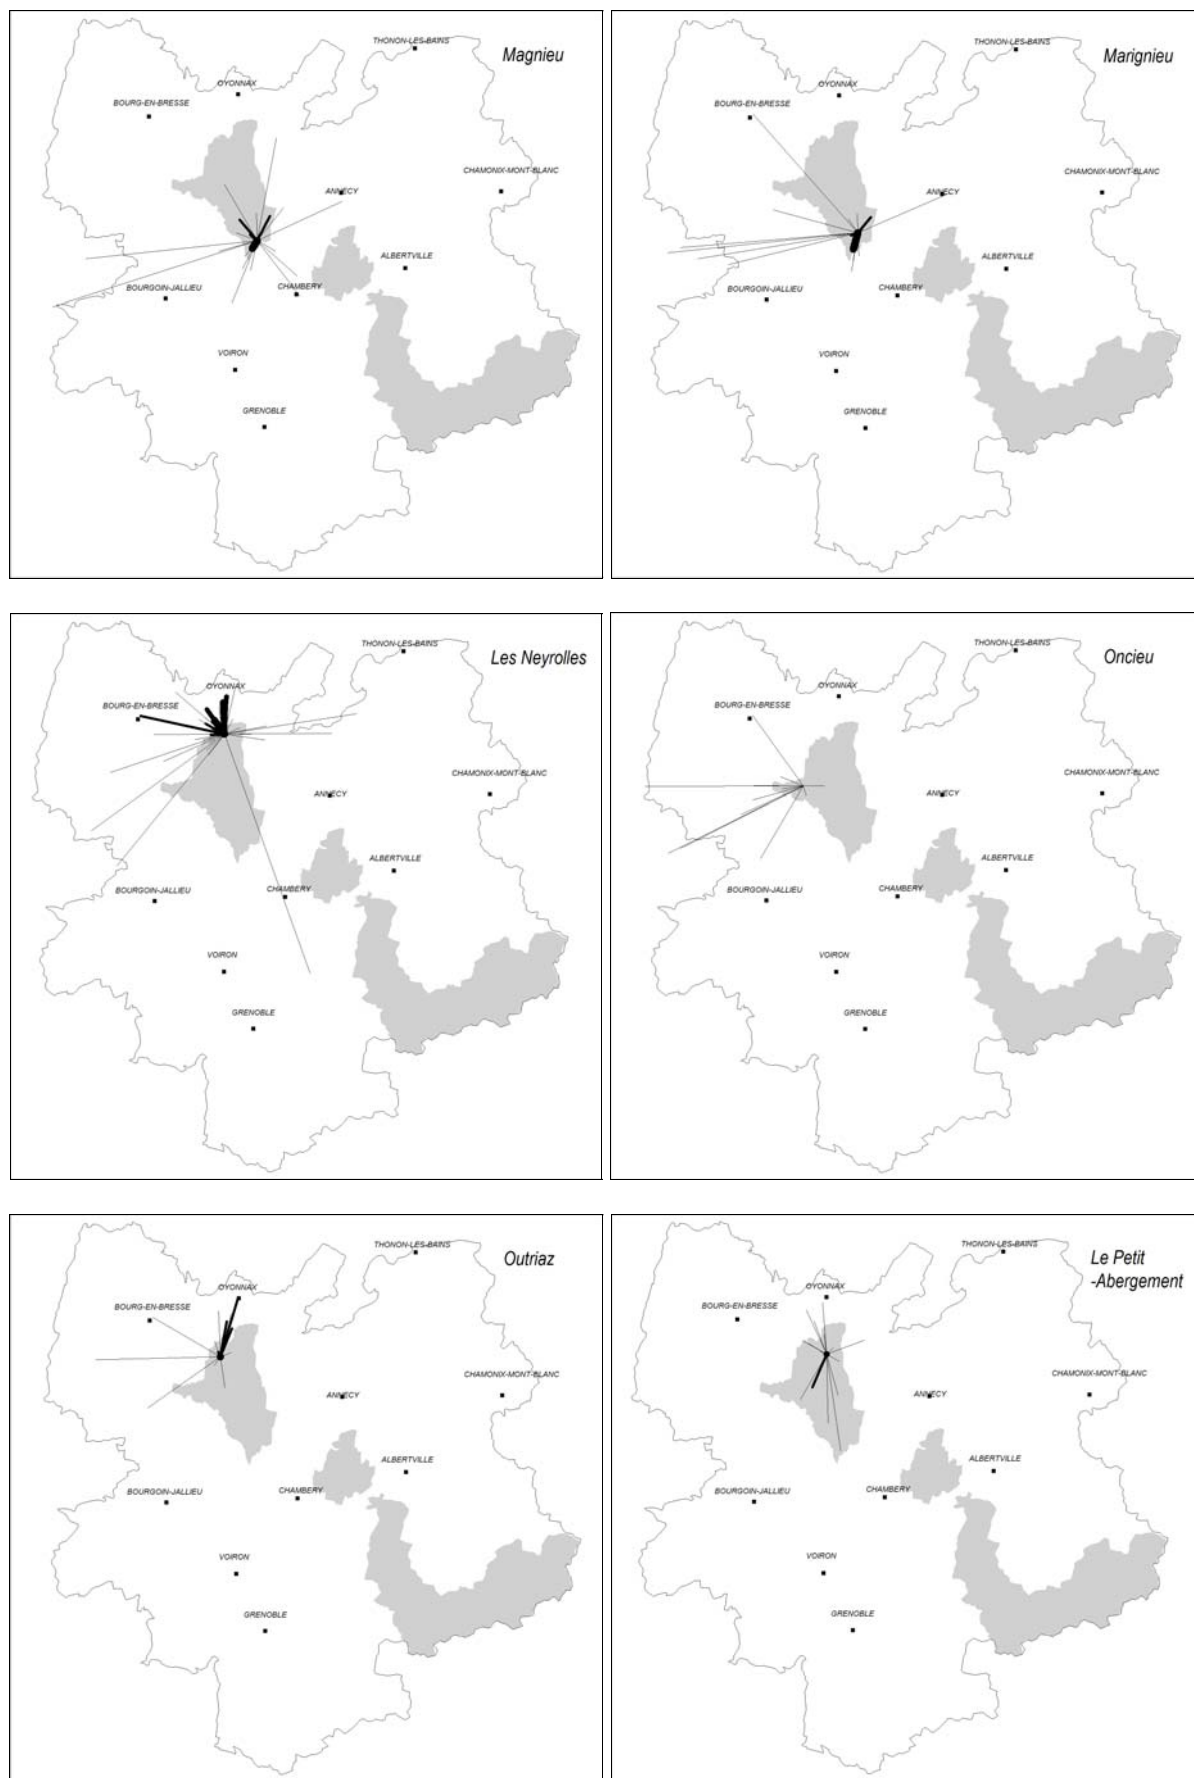 THONON-LES-BAINS
Magnieu
OYONNAX
BOURG-EN-BRESSE
CHAMONIX-MONT-BLANC
ANNECY
ALBERTVILLE
BOURGOIN-JALLIEU
CHAMBERY
VOIRON
GRENOBLE
THONON-LES-BAINS
Marignieu
OYONNAX
BOURG-EN-BRESSE
CHAMONIX-MONT-BLANC
ANNECY
ALBERTVILLE
BOURGOIN-JALLIEU
CHAMBERY
VOIRON
GRENOBLE
THONON-LES-BAINS
Les Neyrolles
OYONNAX
BOURG-EN-BRESSE
CHAMONIX-MONT-BLANC
ANNECY
ALBERTVILLE
BOURGOIN-JALLIEU
CHAMBERY
VOIRON
GRENOBLE
THONON-LES-BAINS
Oncieu
OYONNAX
BOURG-EN-BRESSE
CHAMONIX-MONT-BLANC
ANNECY
ALBERTVILLE
BOURGOIN-JALLIEU
CHAMBERY
VOIRON
GRENOBLE
THONON-LES-BAINS
Outriaz
OYONNAX
BOURG-EN-BRESSE
CHAMONIX-MONT-BLANC
ANNECY
ALBERTVILLE
BOURGOIN-JALLIEU
CHAMBERY
VOIRON
GRENOBLE
THONON-LES-BAINS
Le Petit
-Abergement
OYONNAX
BOURG-EN-BRESSE
CHAMONIX-MONT-BLANC
ANNECY
ALBERTVILLE
BOURGOIN-JALLIEU
CHAMBERY
VOIRON
GRENOBLE